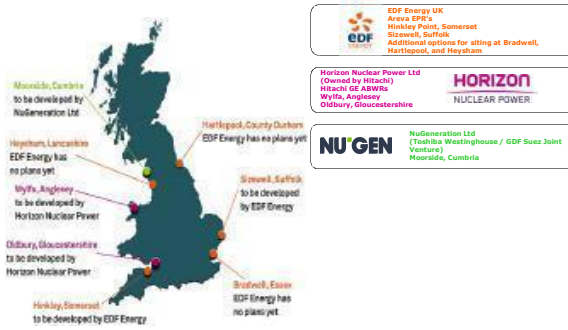 Moorside, Cumbria
to be developed by
NuGeneration Ltd
Heysham, Lancashire
EDF Energy has
no plans yet
Wylfa, Anglesey
to be developed by
Horizon Nuclear Power
Oldbury, Gloucestershire
to be developed by
Horizon Nuclear Power
Hinkley, Somerset
to be developed by EDF Energy
Hartlepool, County Durham
EDF Energy has no plans yet
Sizewell, Suffolk
to be developed
by EDF Energy
Bradwell, Essex
EDF Energy has
no plans yet
eDF
ENERGY
EDF Energy UK
Areva EPR's
Hinkley Point, Somerset
Sizewell, Suffolk
Additional options for siting at Bradwell,
Hartlepool, and Heysham
Horizon Nuclear Power Ltd
(Owned by Hitachi)
Hitachi GE ABWRs
Wylfa, Anglesey
Oldbury, Gloucestershire
HORIZON
NUCLEAR POWER
NUGEN
NuGeneration Ltd
(Toshiba Westinghouse / GDF Suez Joint
Venture)
Moorside, Cumbria